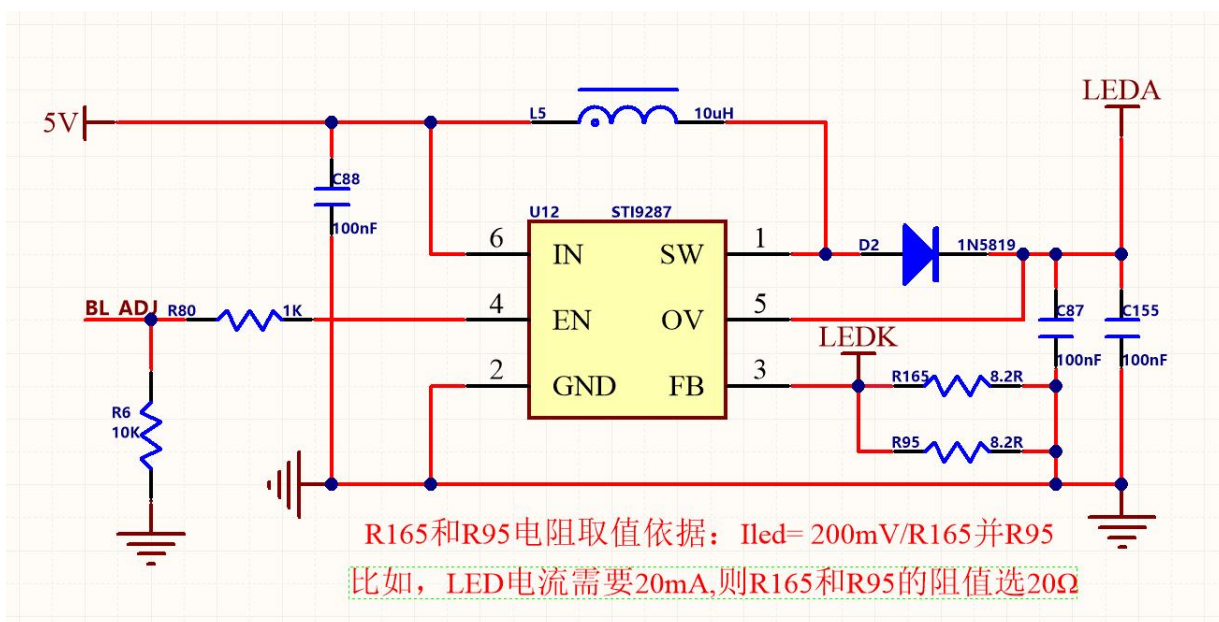 LEDA
5V
L5 10uH
C88
100nF
U12 STI9287
6 IN SW 1
D2 1N5819
BL_ADJ R80 1K
4 EN OV 5
C87 C155
100nF 100nF
LEDK
2 GND FB 3
R165 8.2R
R6
10K
R95 8.2R
R165和R95电阻取值依据：Iled= 200mV/R165并R95
比如，LED电流需要20mA,则R165和R95的阻值选20Ω